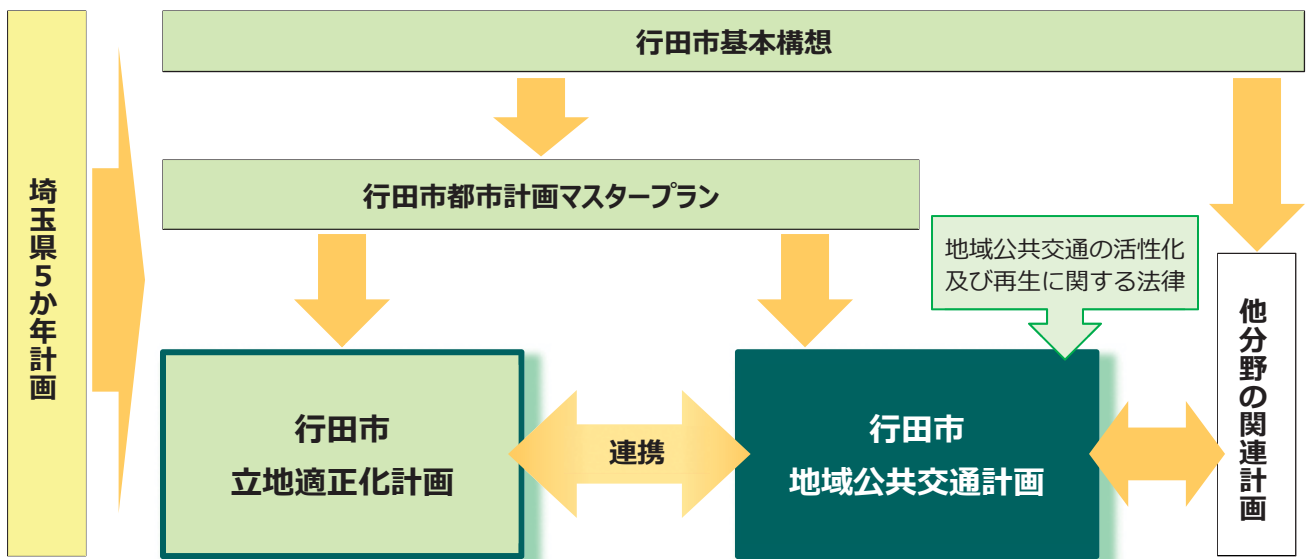 行田市基本構想
埼玉県5か年計画
行田市都市計画マスタープラン
地域公共交通の活性化
及び再生に関する法律
他分野の関連計画
行田市
立地適正化計画
連携
行田市
地域公共交通計画